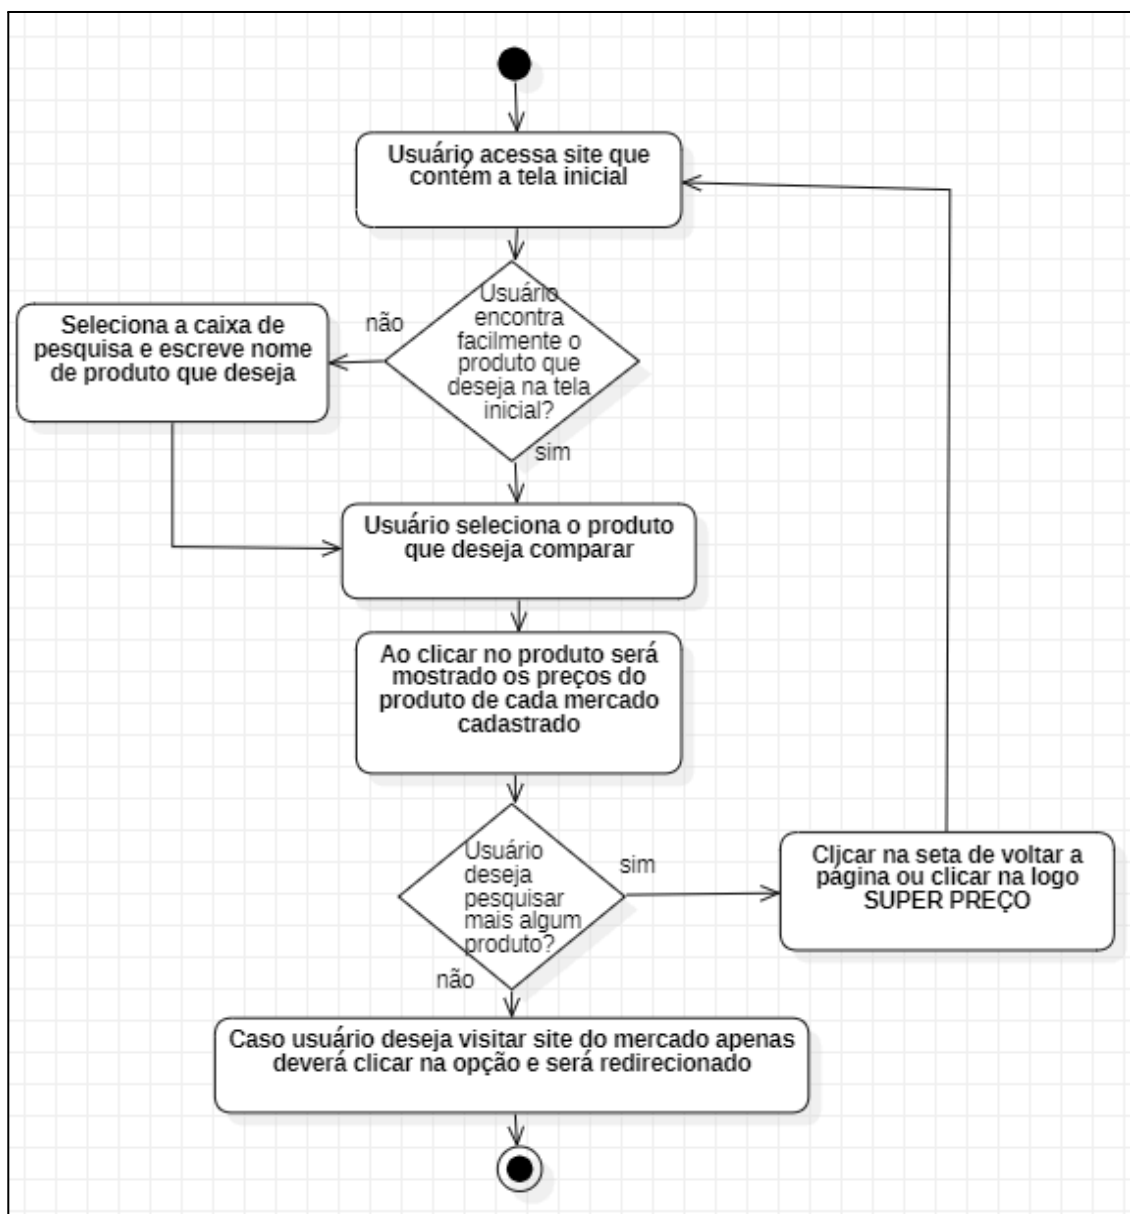 Usuário acessa site que
contém a tela inicial
Usuário
encontra
facilmente o
produto que
deseja na tela
inicial?
não
Seleciona a caixa de
pesquisa e escreve nome
de produto que deseja
sim
Usuário seleciona o produto
que deseja comparar
Ao clicar no produto será
mostrado os preços do
produto de cada mercado
cadastrado
Usuário
deseja
pesquisar
mais algum
produto?
sim
Cljcar na seta de voltar a
página ou clicar na logo
SUPER PREÇO
não
Caso usuário deseja visitar site do mercado apenas
deverá clicar na opção e será redirecionado